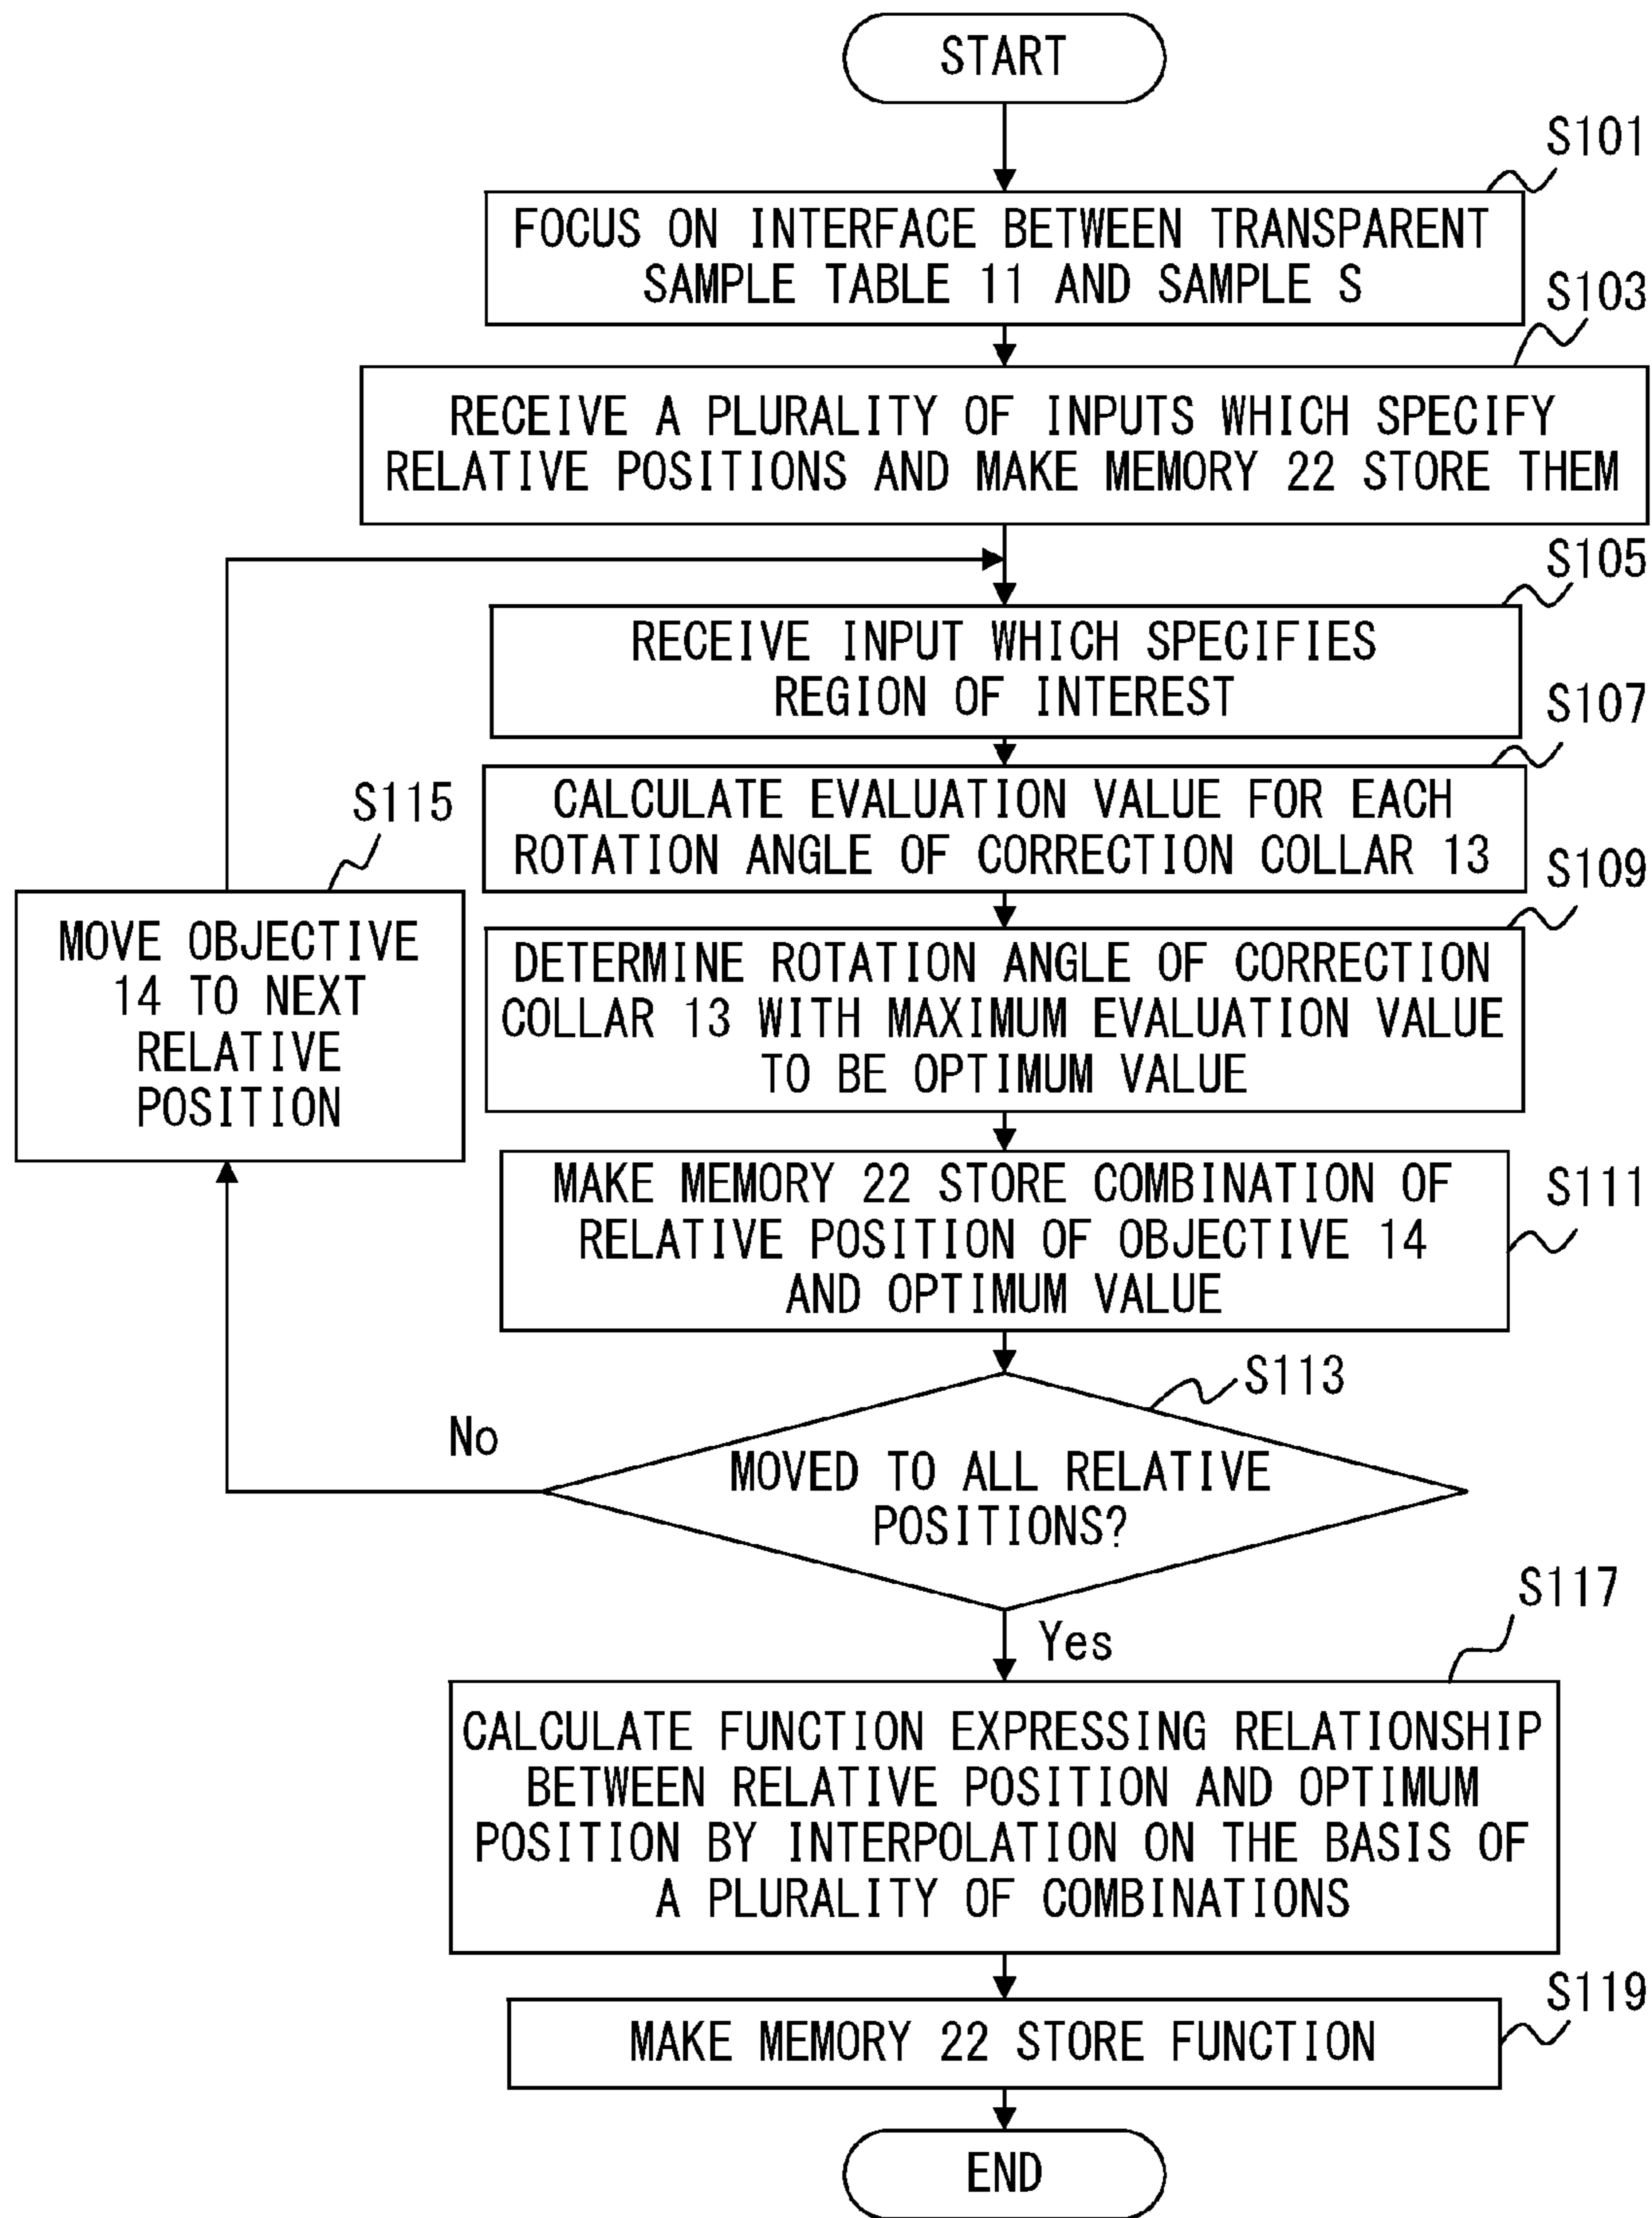 START
S101
FOCUS ON INTERFACE BETWEEN TRANSPARENT
SAMPLE TABLE 11 AND SAMPLE S
S103
RECEIVE A PLURALITY OF INPUTS WHICH SPECIFY
RELATIVE POSITIONS AND MAKE MEMORY 22 STORE THEM
S105
RECEIVE INPUT WHICH SPECIFIES
REGION OF INTEREST
S107
CALCULATE EVALUATION VALUE FOR EACH
ROTATION ANGLE OF CORRECTION COLLAR 13
S109
DETERMINE ROTATION ANGLE OF CORRECTION
COLLAR 13 WITH MAXIMUM EVALUATION VALUE
TO BE OPTIMUM VALUE
S111
MAKE MEMORY 22 STORE COMBINATION OF
RELATIVE POSITION OF OBJECTIVE 14
AND OPTIMUM VALUE
S113
MOVED TO ALL RELATIVE
POSITIONS?
No
S115
MOVE OBJECTIVE
14 TO NEXT
RELATIVE
POSITION
Yes
S117
CALCULATE FUNCTION EXPRESSING RELATIONSHIP
BETWEEN RELATIVE POSITION AND OPTIMUM
POSITION BY INTERPOLATION ON THE BASIS OF
A PLURALITY OF COMBINATIONS
S119
MAKE MEMORY 22 STORE FUNCTION
END